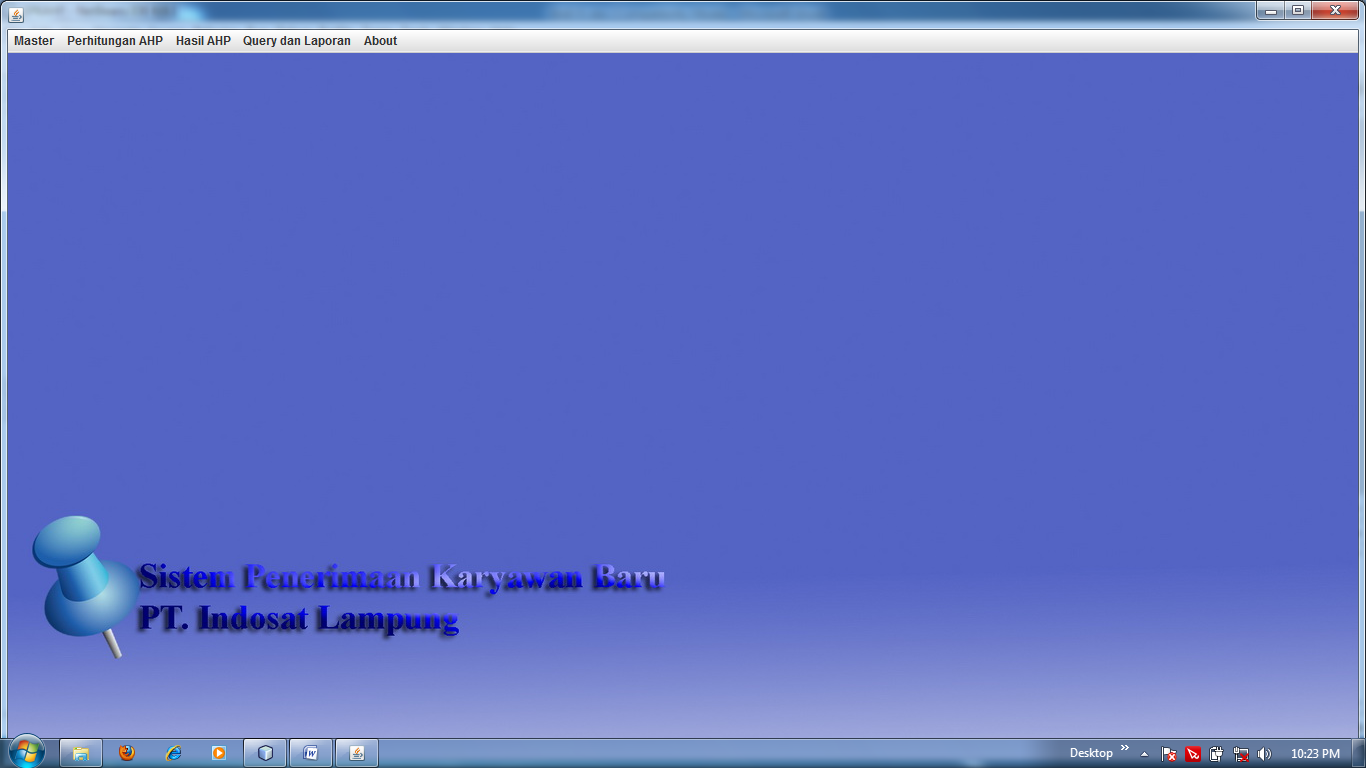 Master Perhitungan AHP Hasil AHP Query dan Laporan About
Sistem Penerimaan Karyawan Baru
PT. Indosat Lampung
Desktop 10:23 PM